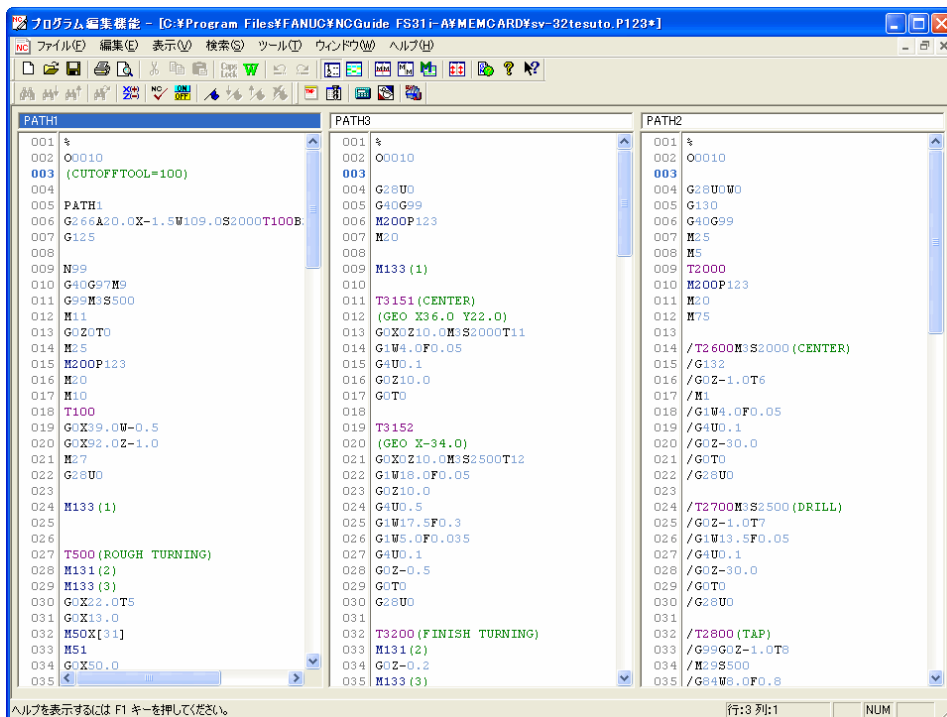 プログラム編集機能 - [C:¥Program Files¥FANUC¥NCGuide FS31i-A¥MEMCARD¥sv-32tesuto.P123*]
ファイル(F) 編集(E) 表示(V) 検索(S) ツール(T) ウィンドウ(W) ヘルプ(H)
PATH1
001 %
002 O0010
003 (CUTOFFTOOL=100)
004
005 PATH1
006 G266A20.0X-1.5W109.0S2000T100B
007 G125
008
009 N99
010 G40G97M9
011 G99M3S500
012 M11
013 G0Z0T0
014 M25
015 M200P123
016 M20
017 M10
018 T100
019 G0X39.0W-0.5
020 G0X92.0Z-1.0
021 M27
022 G28U0
023
024 M133(1)
025
026
027 T500(ROUGH TURNING)
028 M131(2)
029 M133(3)
030 G0X22.0T5
031 G0X13.0
032 M50X[31]
033 M51
034 G0X50.0
035
PATH3
001 %
002 O0010
003
004 G28U0
005 G40G99
006 M200P123
007 M20
008
009 M133(1)
010
011 T3151(CENTER)
012 (GEO X36.0 Y22.0)
013 G0X0Z10.0M3S2000T11
014 G1W4.0F0.05
015 G4U0.1
016 G0Z10.0
017 G0T0
018
019 T3152
020 (GEO X-34.0)
021 G0X0Z10.0M3S2500T12
022 G1W18.0F0.05
023 G0Z10.0
024 G4U0.5
025 G1W17.5F0.3
026 G1W5.0F0.035
027 G4U0.1
028 G0Z-0.5
029 G0T0
030 G28U0
031
032 T3200(FINISH TURNING)
033 M131(2)
034 G0Z-0.2
035 M133(3)
PATH2
001 %
002 O0010
003
004 G28U0W0
005 G130
006 G40G99
007 M25
008 M5
009 T2000
010 M200P123
011 M20
012 M75
013
014 /T2600M3S2000(CENTER)
015 /G132
016 /G0Z-1.0T6
017 /M1
018 /G1W4.0F0.05
019 /G4U0.1
020 /G0Z-30.0
021 /G0T0
022 /G28U0
023
024 /T2700M3S2500(DRILL)
025 /G0Z-1.0T7
026 /G1W13.5F0.05
027 /G4U0.1
028 /G0Z-30.0
029 /G0T0
030 /G28U0
031
032 /T2800(TAP)
033 /G99G0Z-1.0T8
034 /M29S500
035 /G84W8.0F0.8
ヘルプを表示するには F1 キーを押してください。
行:3 列:1
NUM